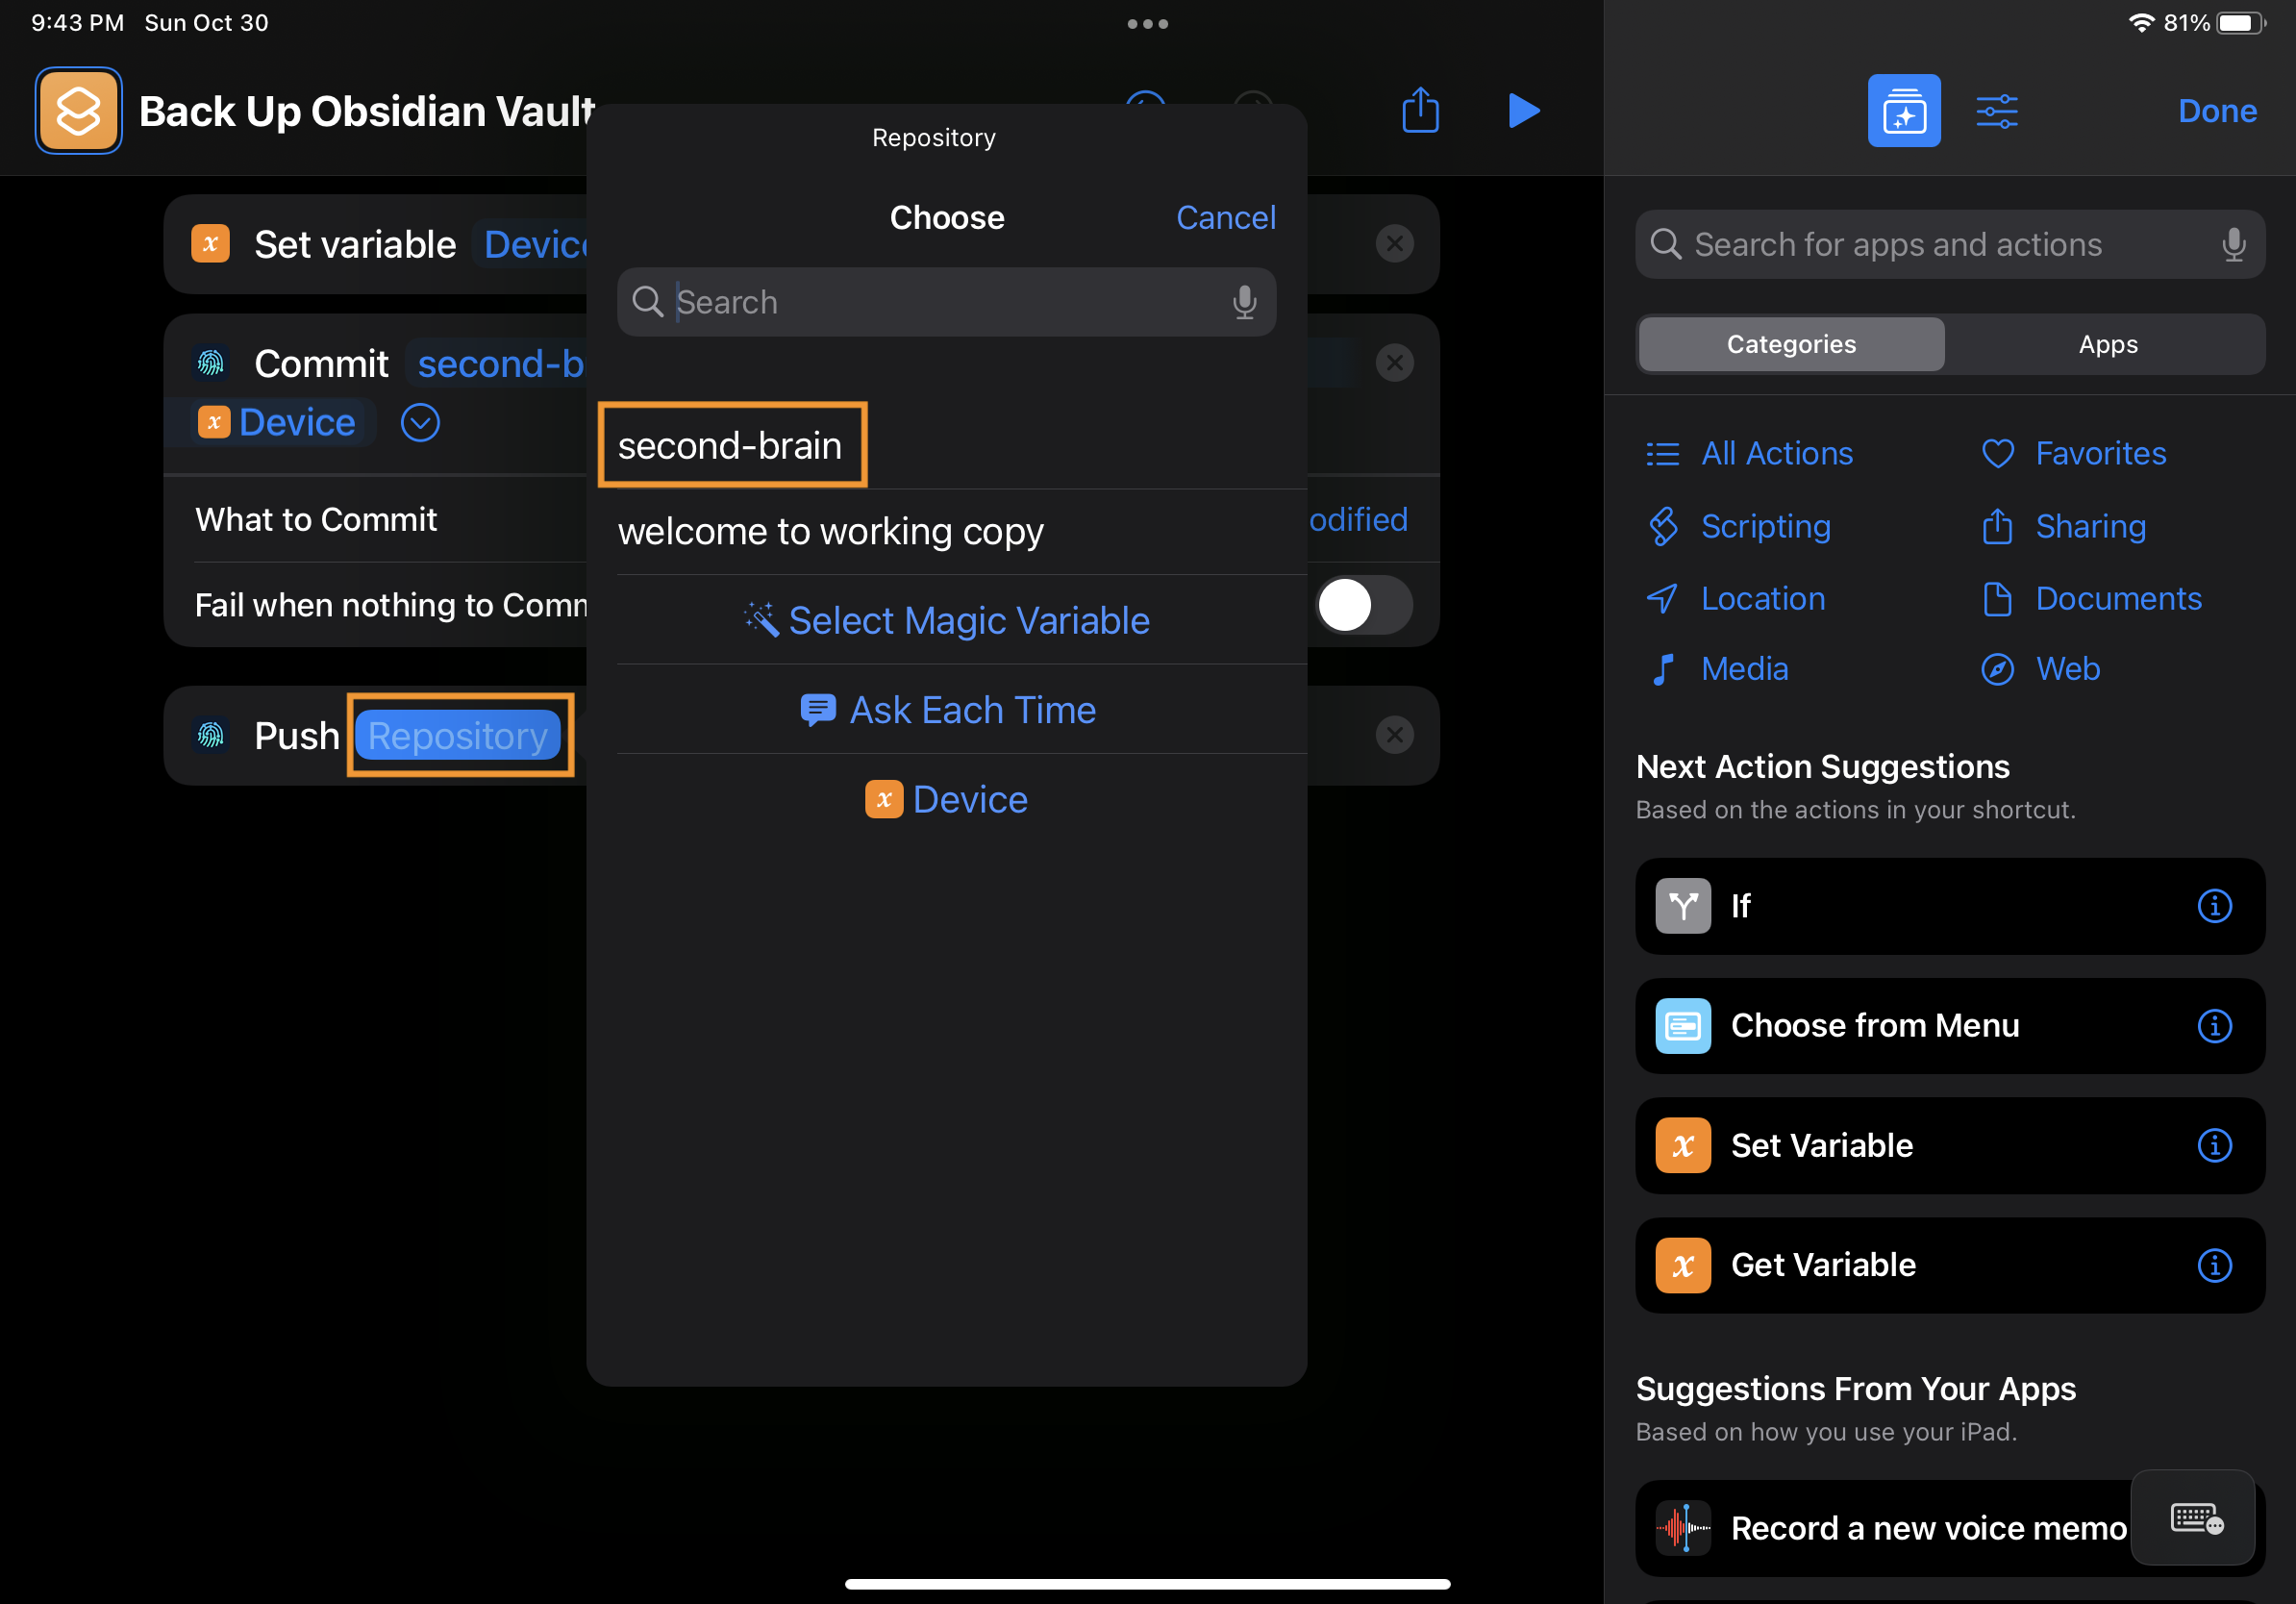 9:43 PM Sun Oct 30
81%
Back Up Obsidian Vault
Done
Repository
Choose
Cancel
Search
second-brain
welcome to working copy
Select Magic Variable
Ask Each Time
x Device
x Set variable Device
Commit second-b
x Device
What to Commit
odified
Fail when nothing to Comm
Push Repository
Search for apps and actions
Categories
Apps
All Actions
Favorites
Scripting
Sharing
Location
Documents
Media
Web
Next Action Suggestions
Based on the actions in your shortcut.
If
Choose from Menu
x Set Variable
x Get Variable
Suggestions From Your Apps
Based on how you use your iPad.
Record a new voice memo